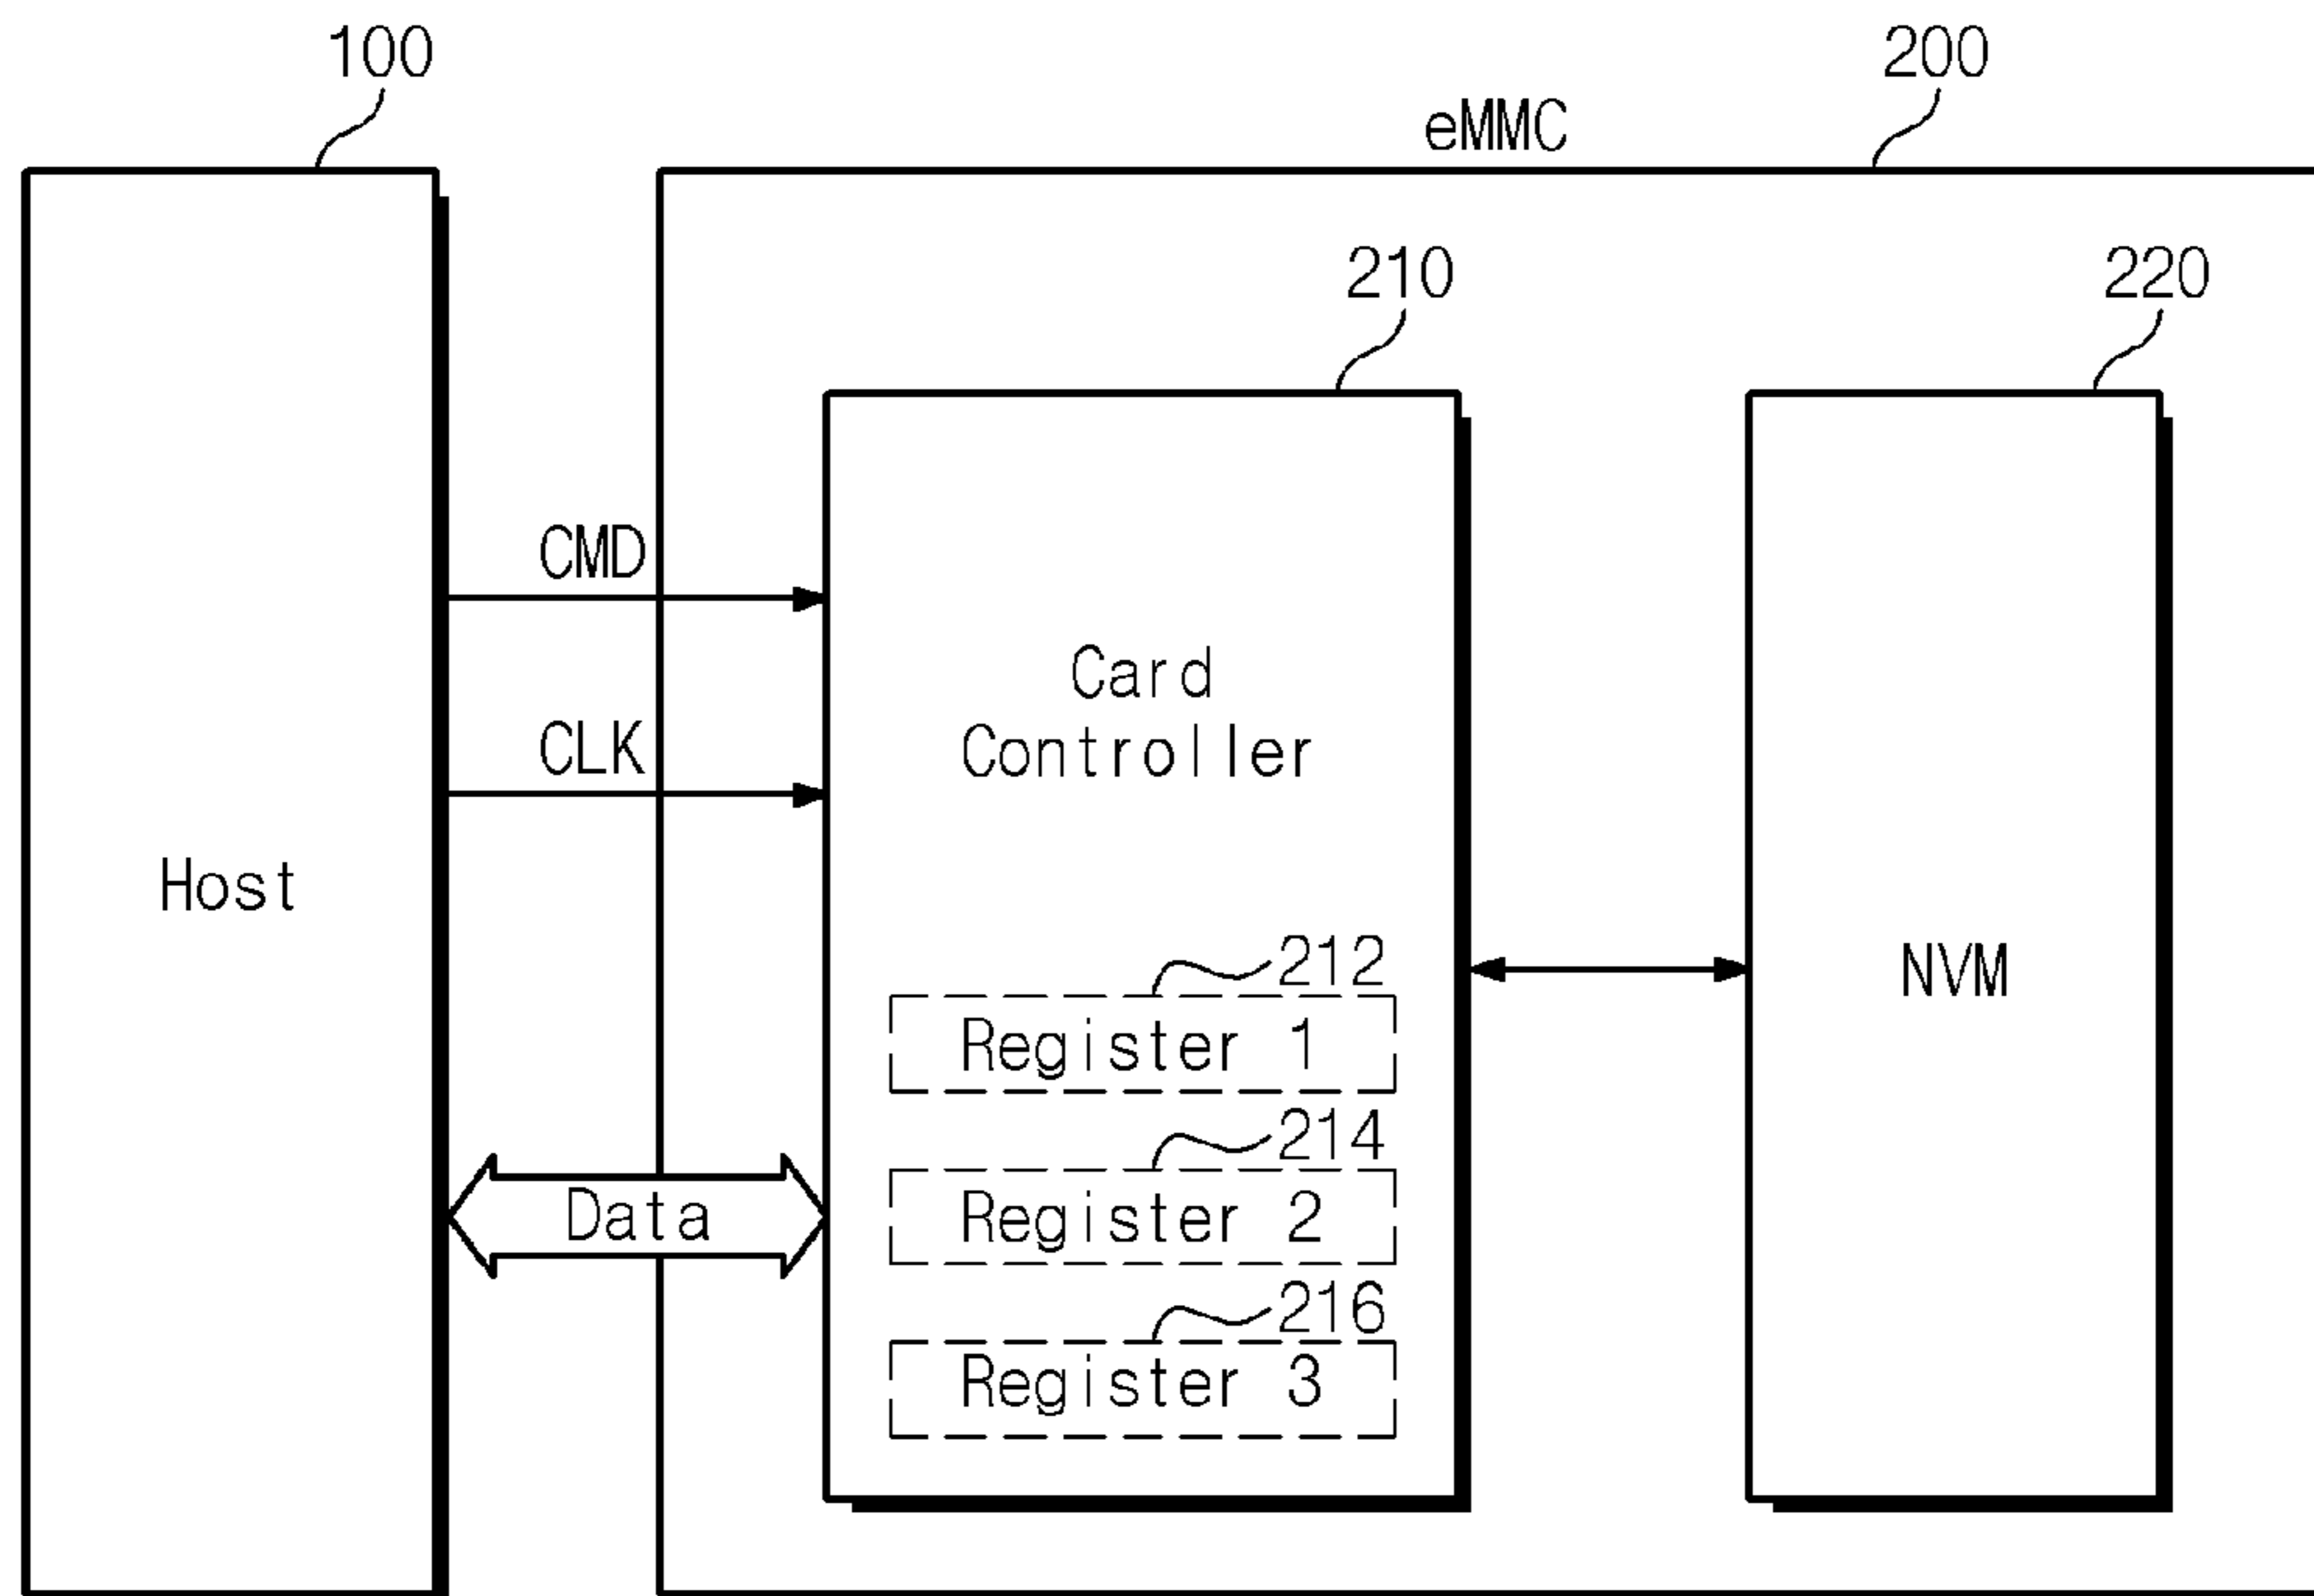 100
200
eMMC
210
220
CMD
Card
Controller
CLK
Host
NVM
212
Register 1
214
Register 2
Data
216
Register 3